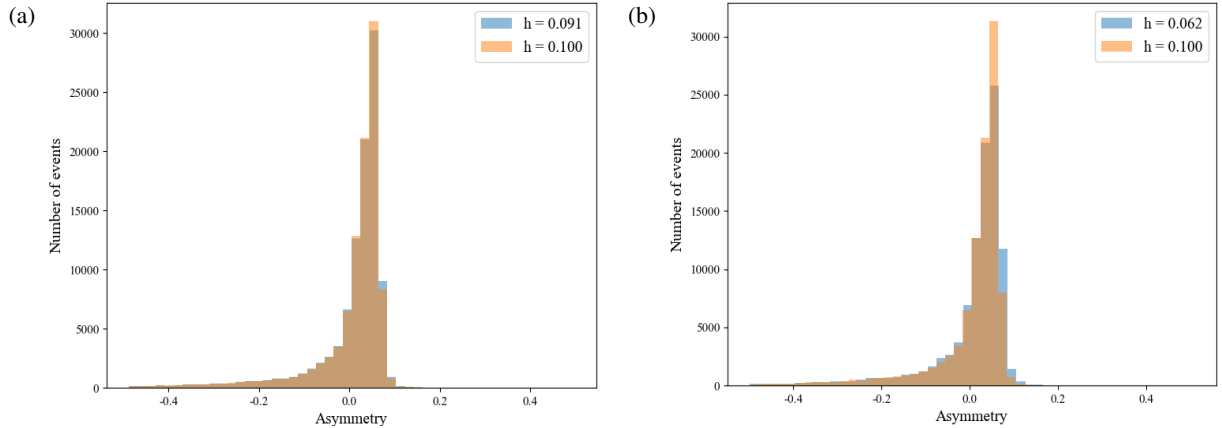 (a)
h = 0.091
h = 0.100
30000
25000
20000
15000
10000
5000
0
Number of events
-0.4
-0.2
0.0
0.2
0.4
Asymmetry
(b)
h = 0.062
h = 0.100
30000
25000
20000
15000
10000
5000
0
Number of events
-0.4
-0.2
0.0
0.2
0.4
Asymmetry